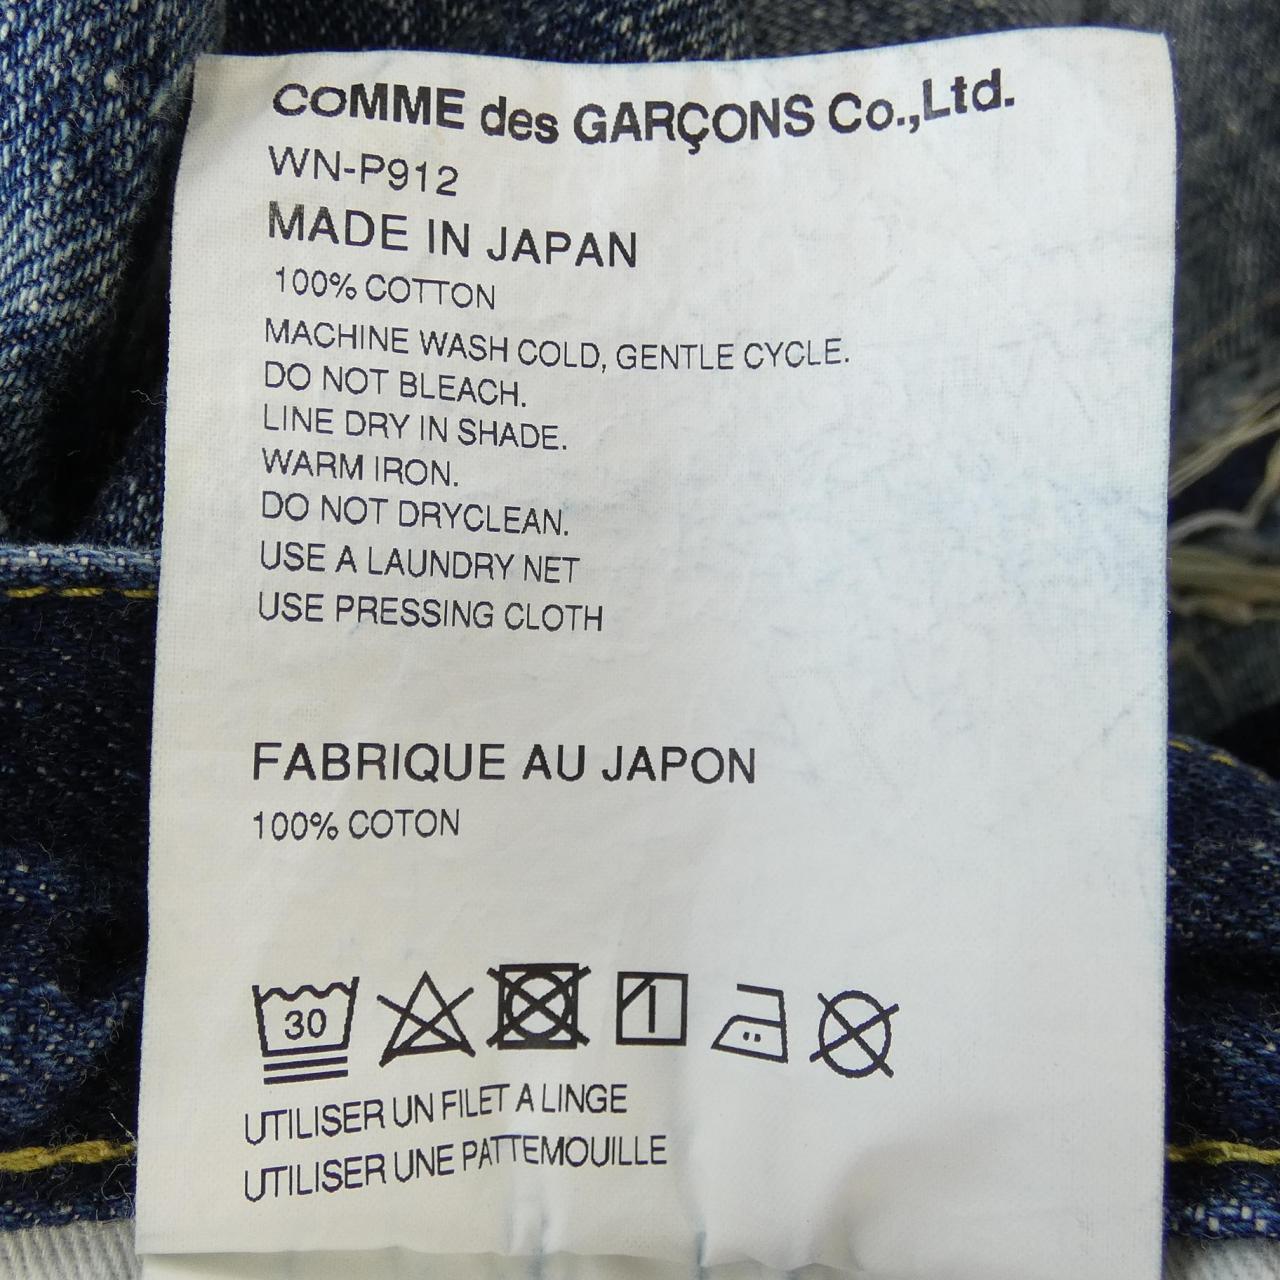 COMME des GARÇONS Co.,Ltd.
WN-P912
MADE IN JAPAN
100% COTTON
MACHINE WASH COLD, GENTLE CYCLE.
DO NOT BLEACH.
LINE DRY IN SHADE.
WARM IRON.
DO NOT DRYCLEAN.
USE A LAUNDRY NET
USE PRESSING CLOTH
FABRIQUE AU JAPON
100% COTON
30
UTILISER UN FILET A LINGE
UTILISER UNE PATTEMOUILLE